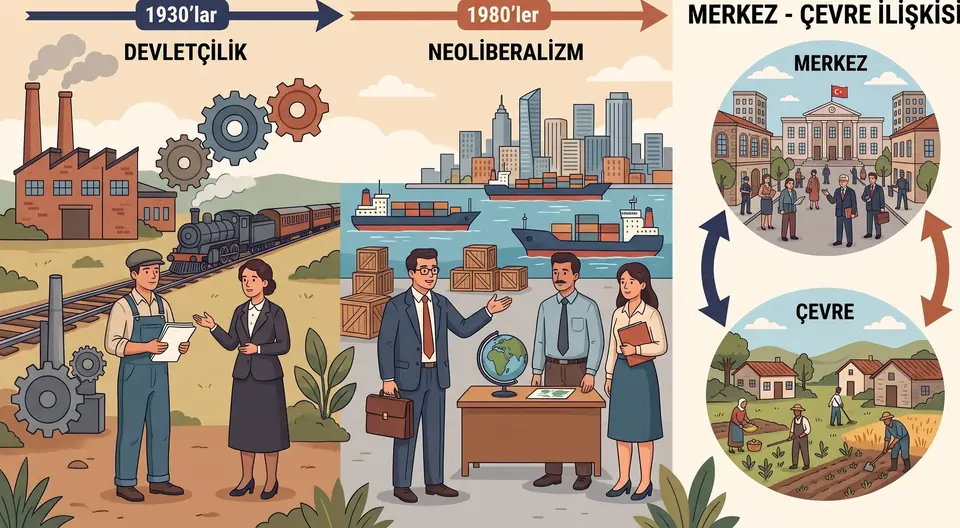 1930'lar
DEVLETÇİLİK
1980'ler
NEOLİBERALİZM
MERKEZ - ÇEVRE İLİŞKİSİ
MERKEZ
ÇEVRE